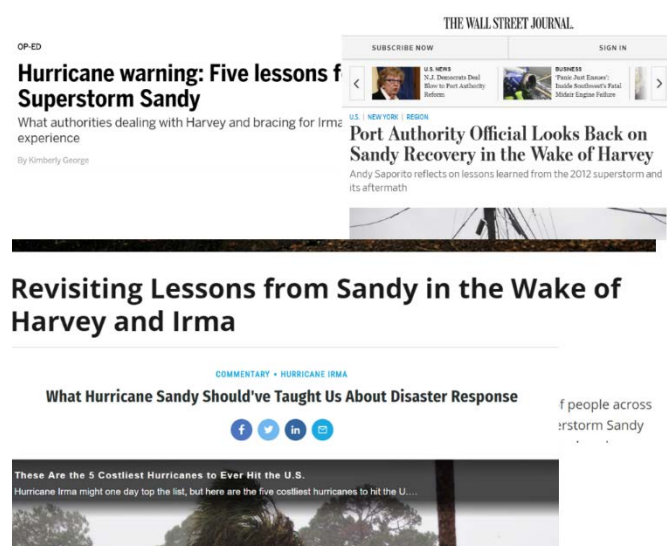 OP-ED
Hurricane warning: Five lessons f
Superstorm Sandy
What authorities dealing with Harvey and bracing for Irma
experience
By Kimberly George
THE WALL STREET JOURNAL.
SUBSCRIBE NOW
SIGN IN
U.S. NEWS
N.J. Democrats Deal
Blow to Port Authority
Reform
BUSINESS
'Panic Just Ensues':
Inside Southwest's Fatal
Midair Engine Failure
U.S. | NEW YORK | REGION
Port Authority Official Looks Back on
Sandy Recovery in the Wake of Harvey
Andy Saporito reflects on lessons learned from the 2012 superstorm and
its aftermath
Revisiting Lessons from Sandy in the Wake of
Harvey and Irma
COMMENTARY • HURRICANE IRMA
What Hurricane Sandy Should've Taught Us About Disaster Response
f people across
erstorm Sandy
These Are the 5 Costliest Hurricanes to Ever Hit the U.S.
Hurricane Irma might one day top the list, but here are the five costliest hurricanes to hit the U....